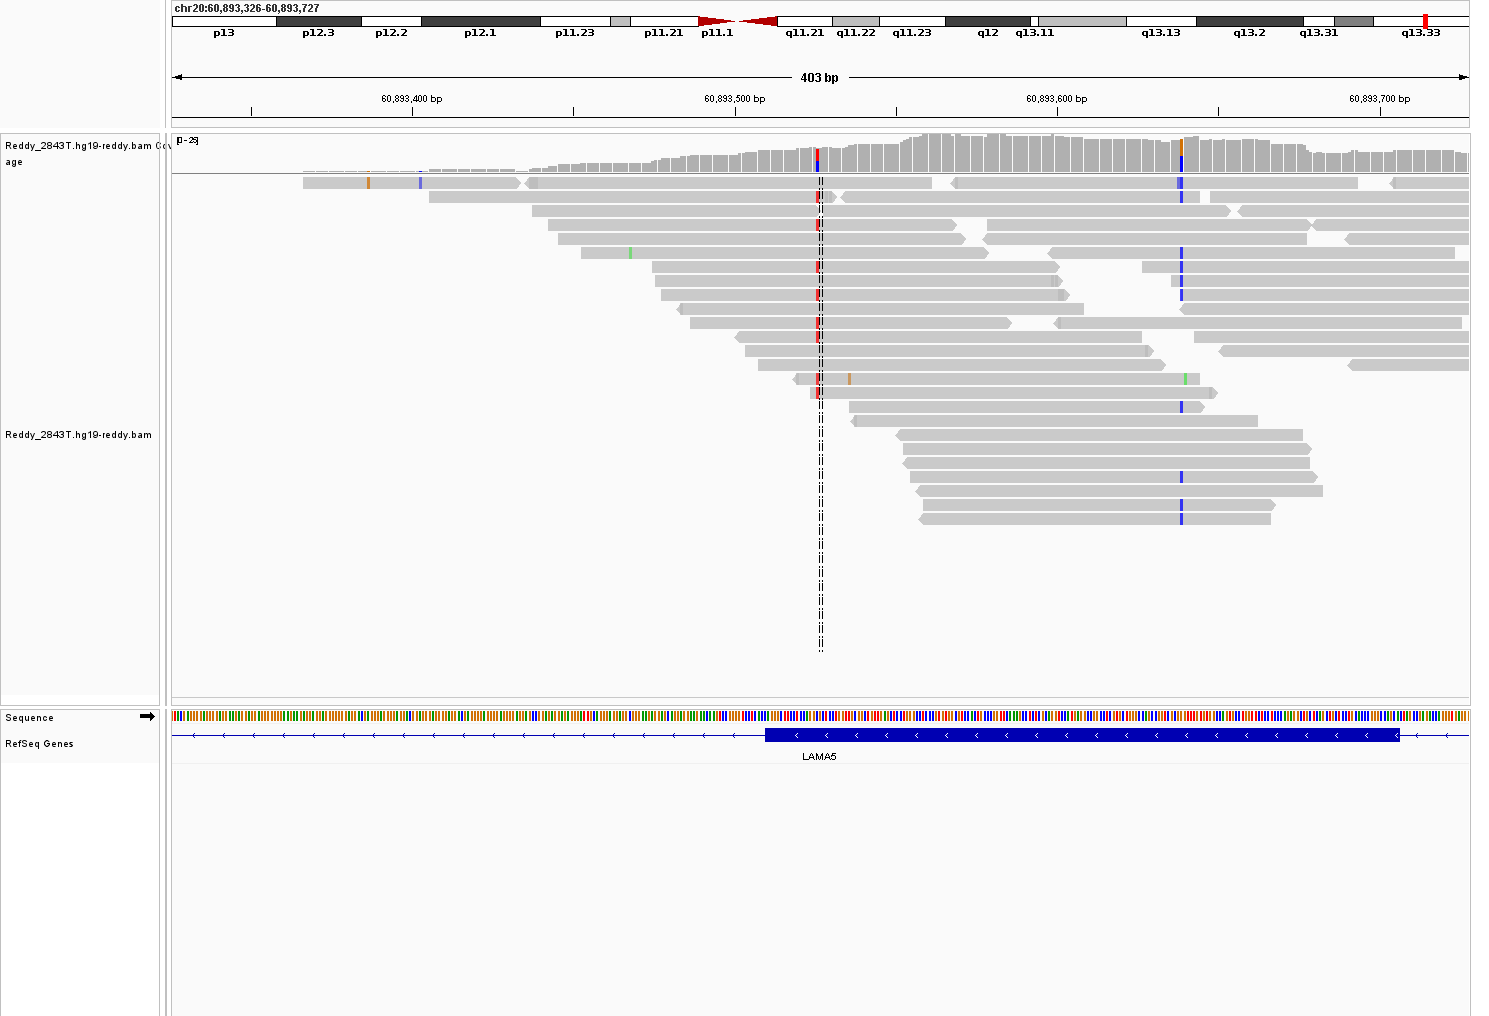 chr20:60,893,326-60,893,727
p13 p12.3 p12.2 p12.1 p11.23 p11.21 p11.1 q11.21 q11.22 q11.23 q12 q13.11 q13.13 q13.2 q13.31 q13.33
403 bp
60,893,400 bp 60,893,500 bp 60,893,600 bp 60,893,700 bp
Reddy_2843T.hg19-reddy.bam Cov
age
Reddy_2843T.hg19-reddy.bam
Sequence
RefSeq Genes
LAMA5